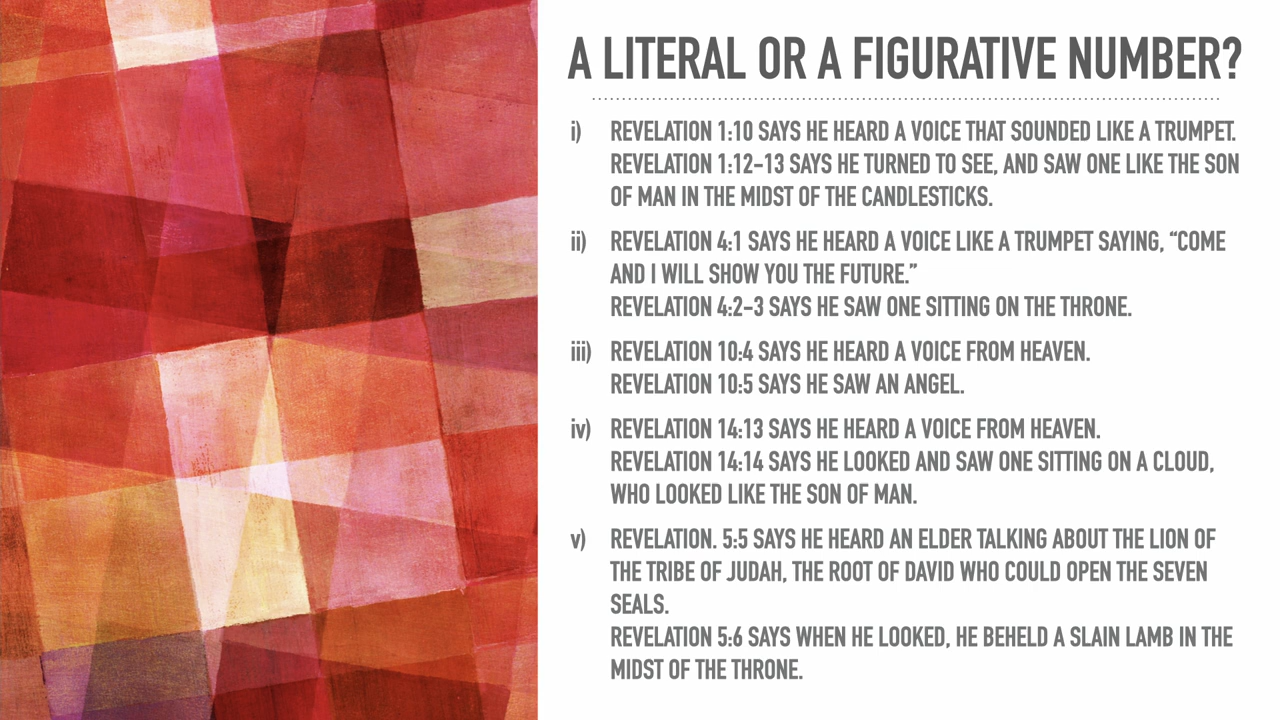 A LITERAL OR A FIGURATIVE NUMBER?
i) REVELATION 1:10 SAYS HE HEARD A VOICE THAT SOUNDED LIKE A TRUMPET.
REVELATION 1:12-13 SAYS HE TURNED TO SEE, AND SAW ONE LIKE THE SON
OF MAN IN THE MIDST OF THE CANDLESTICKS.
ii) REVELATION 4:1 SAYS HE HEARD A VOICE LIKE A TRUMPET SAYING, “COME
AND I WILL SHOW YOU THE FUTURE.”
REVELATION 4:2-3 SAYS HE SAW ONE SITTING ON THE THRONE.
iii) REVELATION 10:4 SAYS HE HEARD A VOICE FROM HEAVEN.
REVELATION 10:5 SAYS HE SAW AN ANGEL.
iv) REVELATION 14:13 SAYS HE HEARD A VOICE FROM HEAVEN.
REVELATION 14:14 SAYS HE LOOKED AND SAW ONE SITTING ON A CLOUD,
WHO LOOKED LIKE THE SON OF MAN.
v) REVELATION. 5:5 SAYS HE HEARD AN ELDER TALKING ABOUT THE LION OF
THE TRIBE OF JUDAH, THE ROOT OF DAVID WHO COULD OPEN THE SEVEN
SEALS.
REVELATION 5:6 SAYS WHEN HE LOOKED, HE BEHELD A SLAIN LAMB IN THE
MIDST OF THE THRONE.